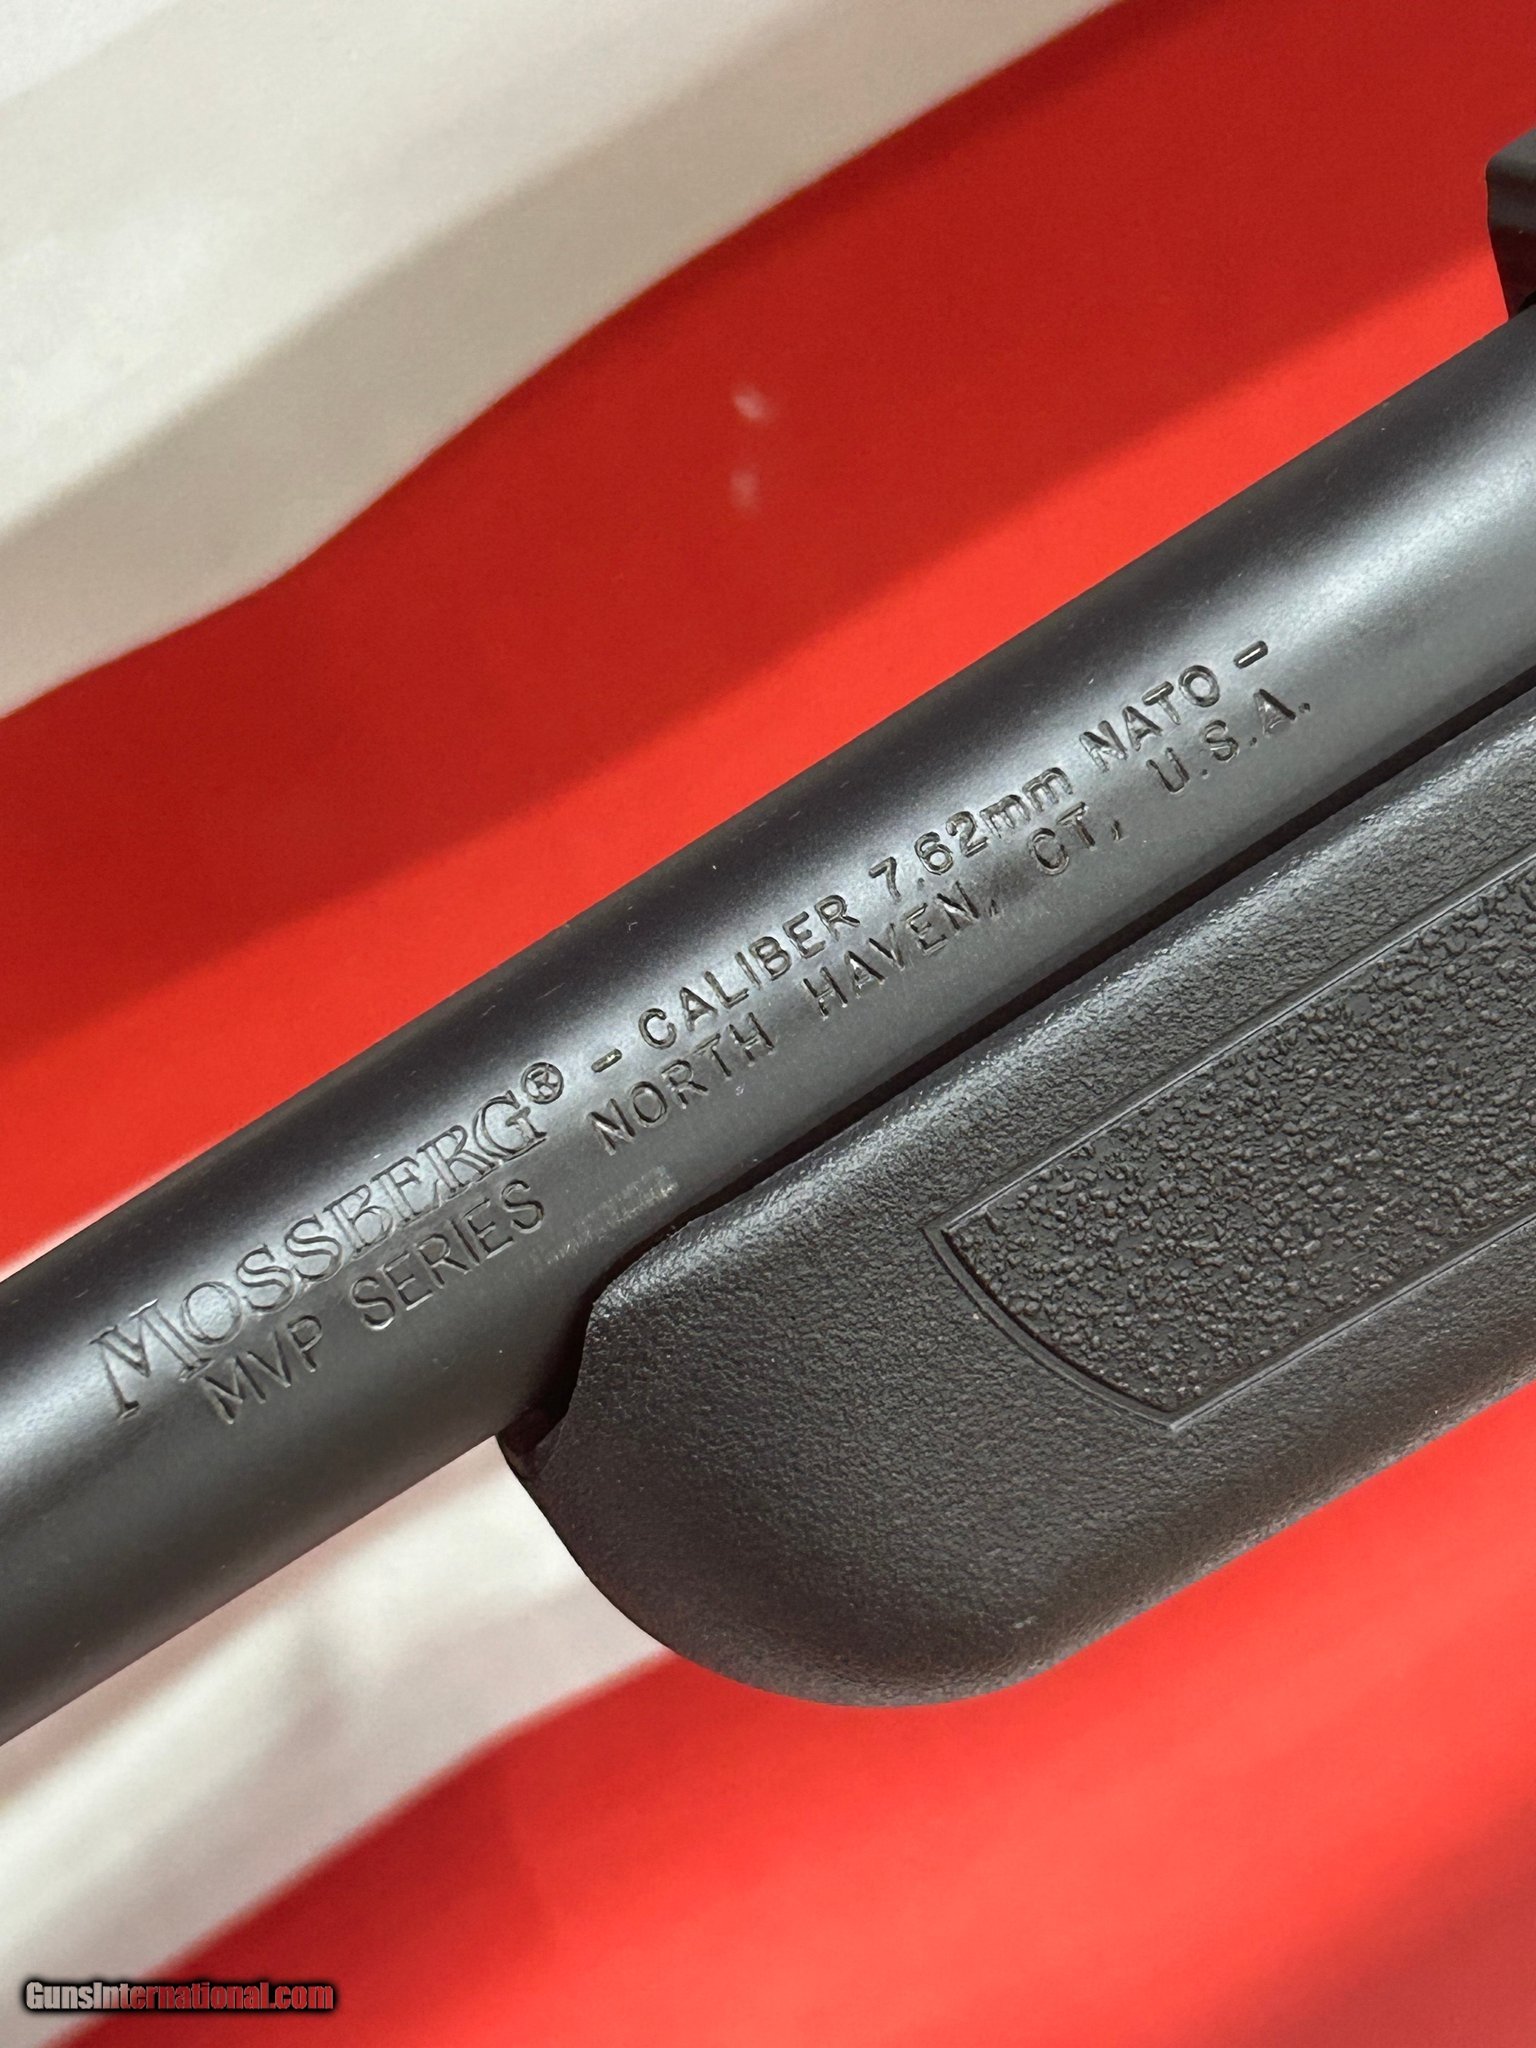 MOSSBERG® - CALIBER 7.62mm NATO -
MVP SERIES NORTH HAVEN, CT, U.S.A.
GunsInternational.com